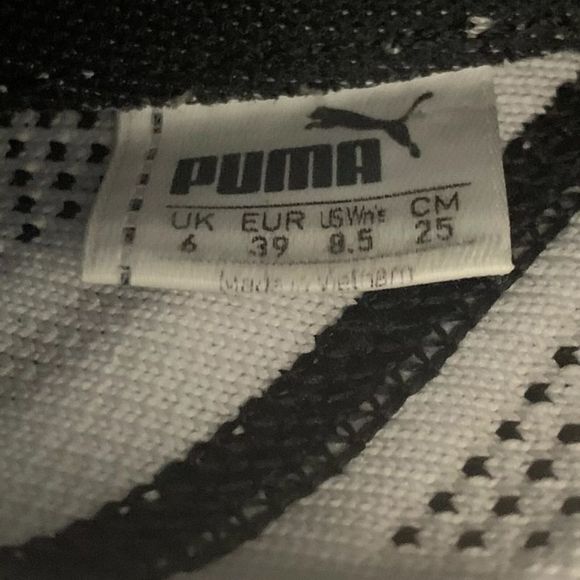 PUMA
UK EUR US Wn's CM
6 39 8.5 25
Made in Vietnam